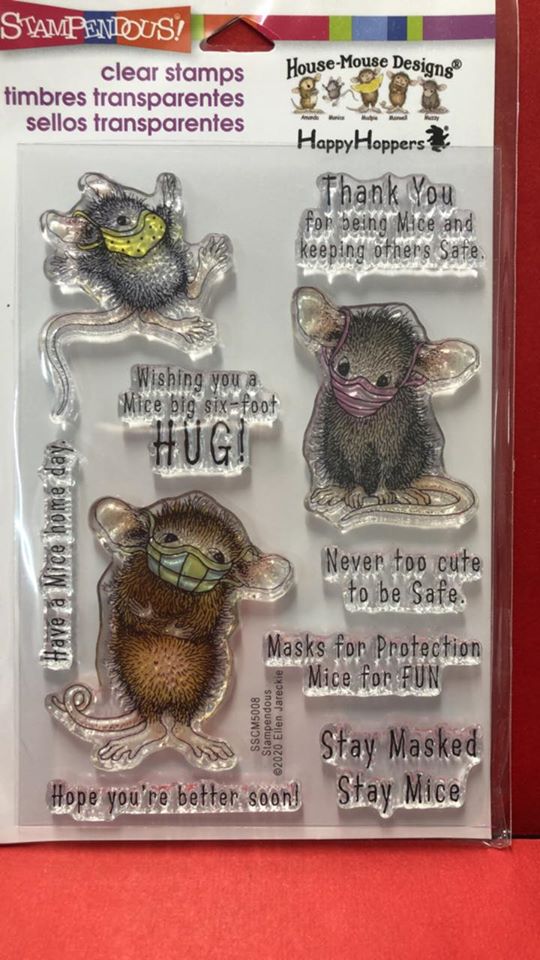 STAMPENDOUS!
clear stamps
timbres transparentes
sellos transparentes
House-Mouse Designs®
Amanda Monica Mudpie Maxwell Muzzy
HappyHoppers
Thank You
for being Mice and
keeping others Safe.
Wishing you a
Mice big six-foot
HUG!
Have a Mice home day.
Never too cute
to be Safe.
Masks for Protection
Mice for FUN
SSCM5008
Stampendous
©2020 Ellen Jareckie
Stay Masked
Stay Mice
Hope you're better soon!